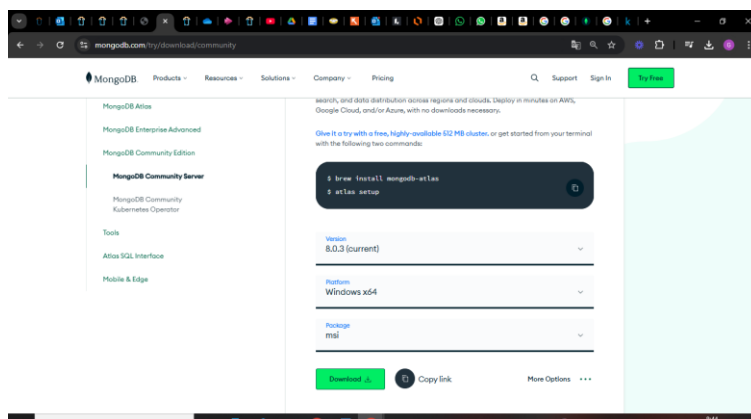 mongodb.com/try/download/community
MongoDB. Products Resources Solutions Company Pricing Support Sign In Try Free
MongoDB Atlas
MongoDB Enterprise Advanced
MongoDB Community Edition
MongoDB Community Server
MongoDB Community
Kubernetes Operator
Tools
Atlas SQL Interface
Mobile & Edge
search, and data distribution across regions and clouds. Deploy in minutes on AWS,
Google Cloud, and/or Azure, with no downloads necessary.
Give it a try with a free, highly-available 512 MB cluster. or get started from your terminal
with the following two commands:
$ brew install mongodb-atlas
$ atlas setup
Version
8.0.3 (current)
Platform
Windows x64
Package
msi
Download Copy link More Options